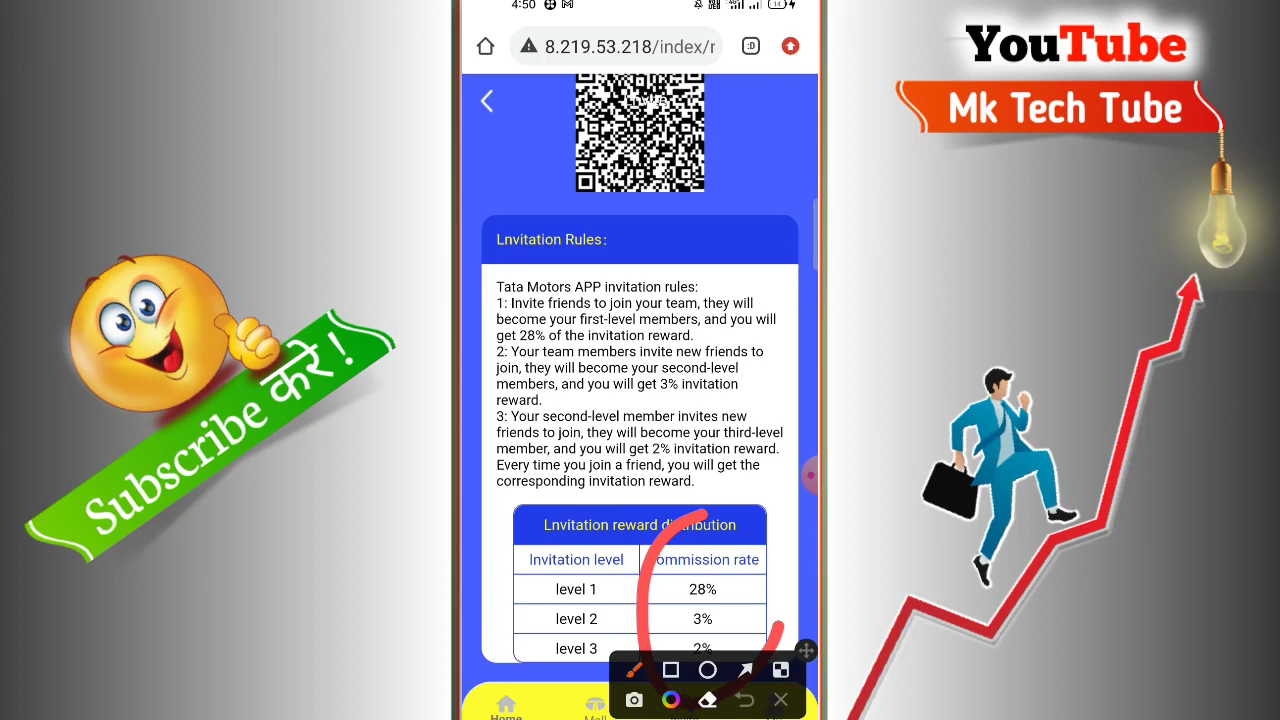 4:50
14
8.219.53.218/index/r
:D
YouTube
Mk Tech Tube
Lnvitation Rules:
Tata Motors APP invitation rules:
1: Invite friends to join your team, they will
become your first-level members, and you will
get 28% of the invitation reward.
2: Your team members invite new friends to
join, they will become your second-level
members, and you will get 3% invitation
reward.
3: Your second-level member invites new
friends to join, they will become your third-level
member, and you will get 2% invitation reward.
Every time you join a friend, you will get the
corresponding invitation reward.
Lnvitation reward distribution
Invitation level commission rate
level 1 28%
level 2 3%
level 3 2%
Home Mall
Subscribe करे !